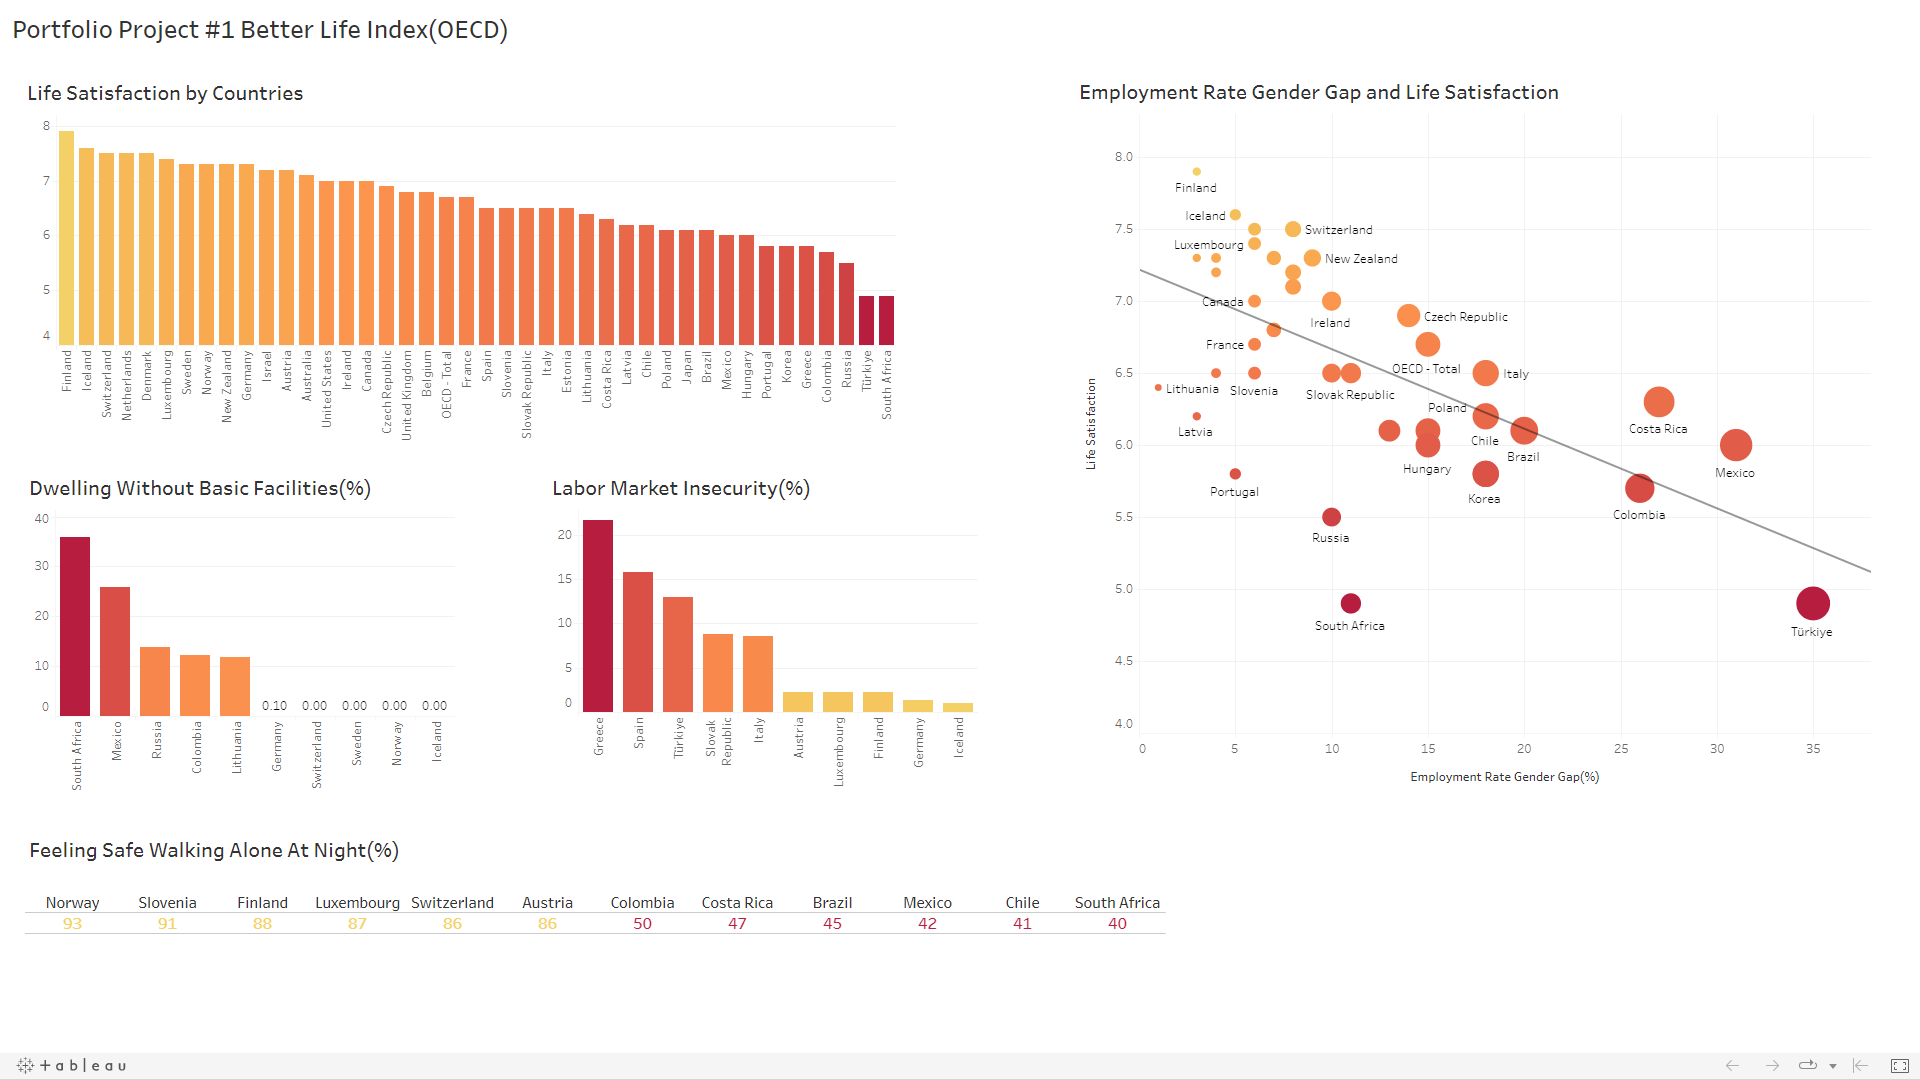 Portfolio Project #1 Better Life Index(OECD)
Life Satisfaction by Countries
8
7
6
5
4
Finland
Iceland
Switzerland
Netherlands
Denmark
Luxembourg
Sweden
Norway
New Zealand
Germany
Israel
Austria
Australia
United States
Ireland
Canada
Czech Republic
United Kingdom
Belgium
OECD - Total
France
Spain
Slovenia
Slovak Republic
Italy
Estonia
Lithuania
Costa Rica
Latvia
Chile
Poland
Japan
Brazil
Mexico
Hungary
Portugal
Korea
Greece
Colombia
Russia
Türkiye
South Africa
Employment Rate Gender Gap and Life Satisfaction
Life Satisfaction
8.0
7.5
7.0
6.5
6.0
5.5
5.0
4.5
4.0
Finland
Iceland
Switzerland
Luxembourg
New Zealand
Canada
Ireland
Czech Republic
France
OECD - Total
Italy
Lithuania
Slovenia
Slovak Republic
Poland
Costa Rica
Latvia
Chile
Brazil
Hungary
Mexico
Portugal
Korea
Colombia
Russia
South Africa
Türkiye
0 5 10 15 20 25 30 35
Employment Rate Gender Gap(%)
Dwelling Without Basic Facilities(%)
40
30
20
10
0
0.10 0.00 0.00 0.00 0.00
South Africa
Mexico
Russia
Colombia
Lithuania
Germany
Switzerland
Sweden
Norway
Iceland
Labor Market Insecurity(%)
20
15
10
5
0
Greece
Spain
Türkiye
Slovak
Republic
Italy
Austria
Luxembourg
Finland
Germany
Iceland
Feeling Safe Walking Alone At Night(%)
Norway Slovenia Finland Luxembourg Switzerland Austria Colombia Costa Rica Brazil Mexico Chile South Africa
93 91 88 87 86 86 50 47 45 42 41 40
+ableau